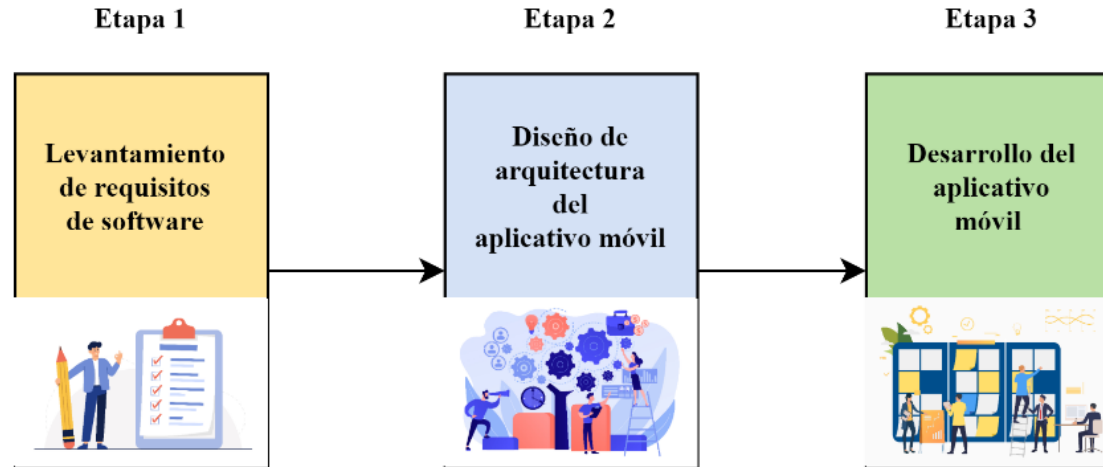 Etapa 1
Etapa 2
Etapa 3
Levantamiento
de requisitos
de software
Diseño de
arquitectura
del
aplicativo móvil
Desarrollo del
aplicativo
móvil